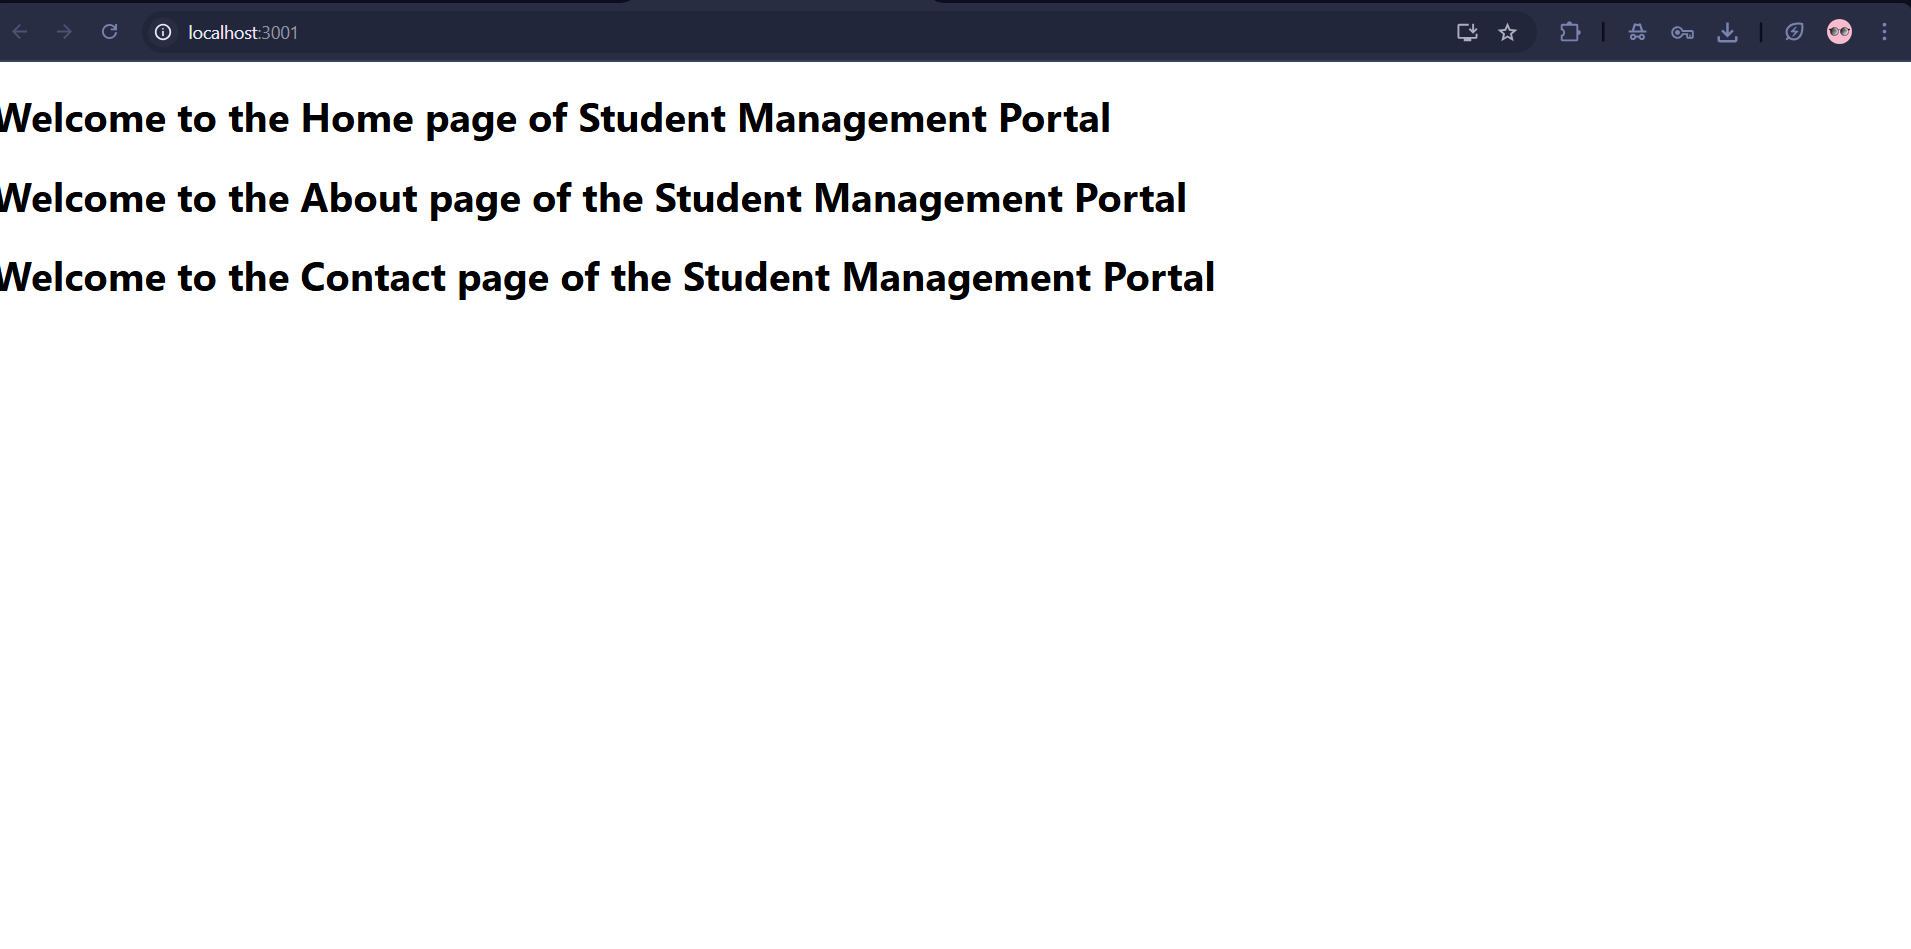 localhost:3001
Welcome to the Home page of Student Management Portal
Welcome to the About page of the Student Management Portal
Welcome to the Contact page of the Student Management Portal